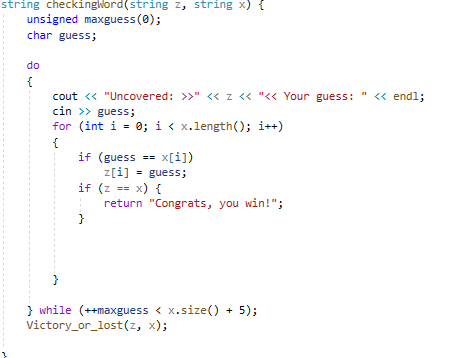 string checkingWord(string z, string x) {
    unsigned maxguess(0);
    char guess;
    do
    {
        cout << "Uncovered: >>" << z << "<< Your guess: " << endl;
        cin >> guess;
        for (int i = 0; i < x.length(); i++)
        {
            if (guess == x[i])
                z[i] = guess;
            if (z == x) {
                return "Congrats, you win!";
            }
        }
    } while (++maxguess < x.size() + 5);
    Victory_or_lost(z, x);
}